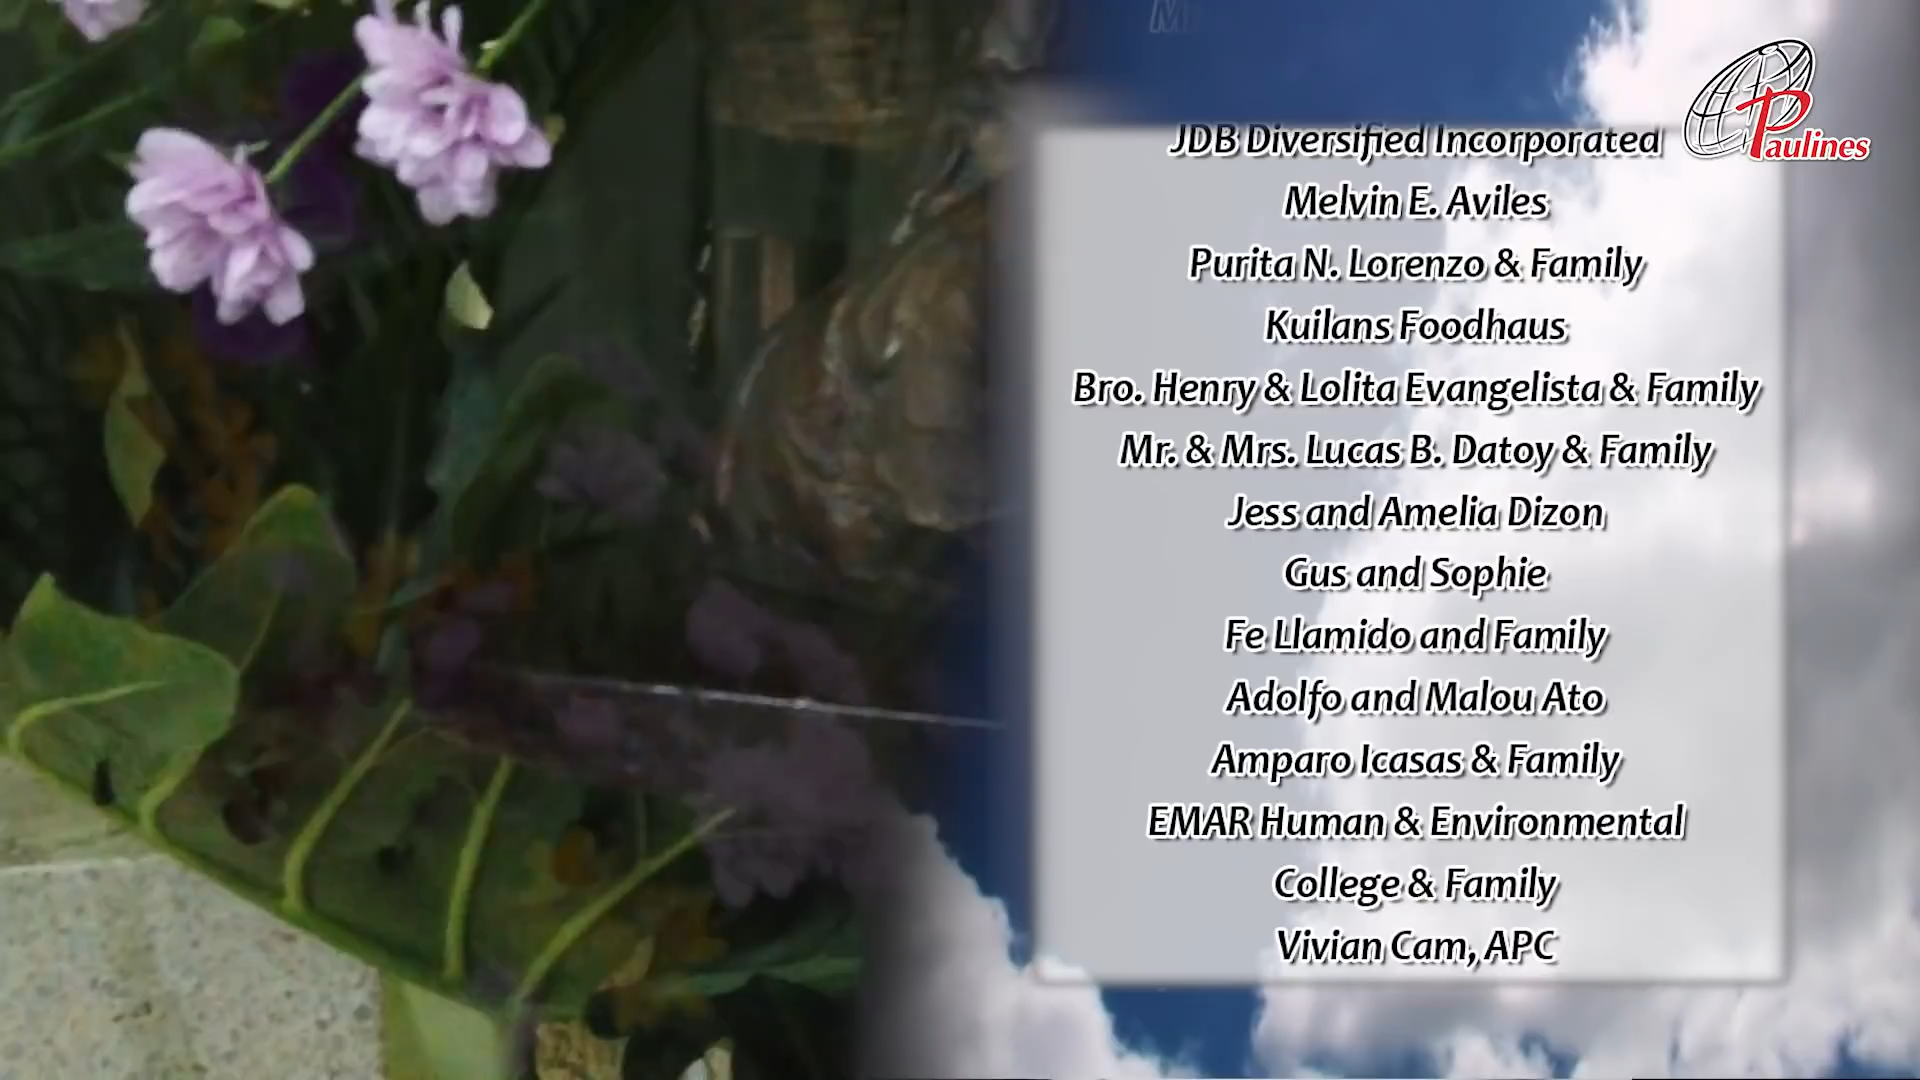 JDB Diversified Incorporated
Paulines
Melvin E. Aviles
Purita N. Lorenzo & Family
Kuilans Foodhaus
Bro. Henry & Lolita Evangelista & Family
Mr. & Mrs. Lucas B. Datoy & Family
Jess and Amelia Dizon
Gus and Sophie
Fe Llamido and Family
Adolfo and Malou Ato
Amparo Icasas & Family
EMAR Human & Environmental
College & Family
Vivian Cam, APC